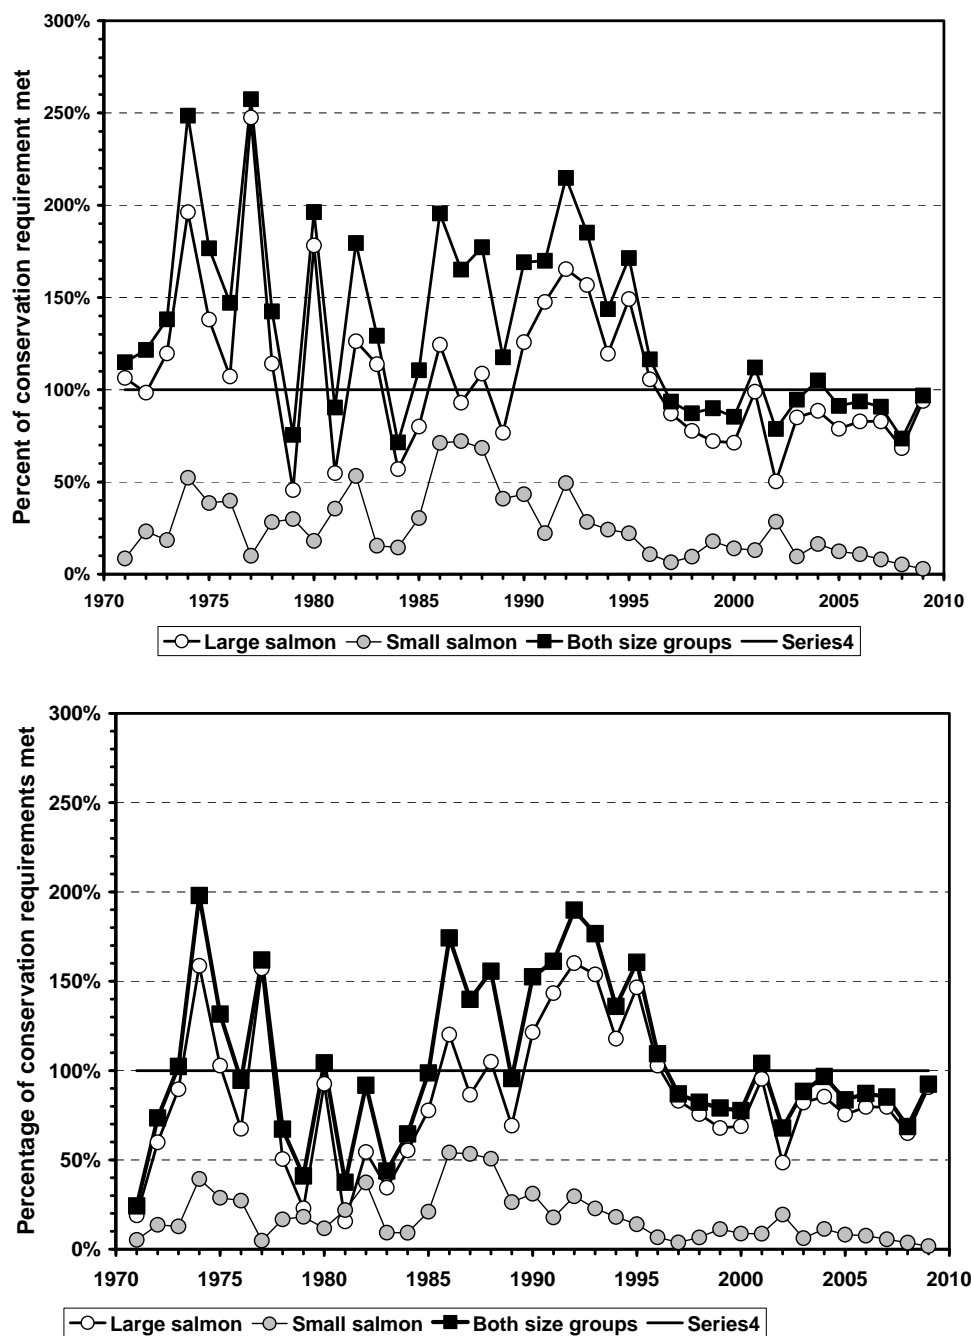 Percent of conservation requirement met
300%
250%
200%
150%
100%
50%
0%
1970 1975 1980 1985 1990 1995 2000 2005 2010
Large salmon Small salmon Both size groups Series4
Percentage of conservation requirements met
300%
250%
200%
150%
100%
50%
0%
1970 1975 1980 1985 1990 1995 2000 2005 2010
Large salmon Small salmon Both size groups Series4